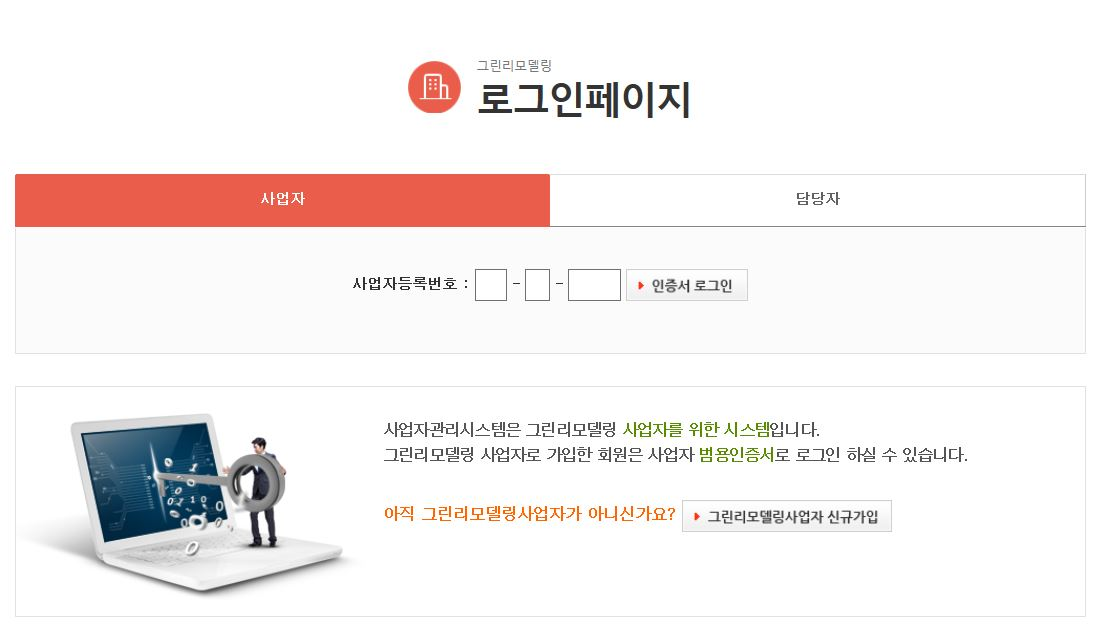 그린리모델링
로그인페이지
사업자
담당자
사업자등록번호 : - - 인증서 로그인
사업자관리시스템은 그린리모델링 사업자를 위한 시스템입니다.
그린리모델링 사업자로 가입한 회원은 사업자 범용인증서로 로그인 하실 수 있습니다.
아직 그린리모델링사업자가 아니신가요? 그린리모델링사업자 신규가입